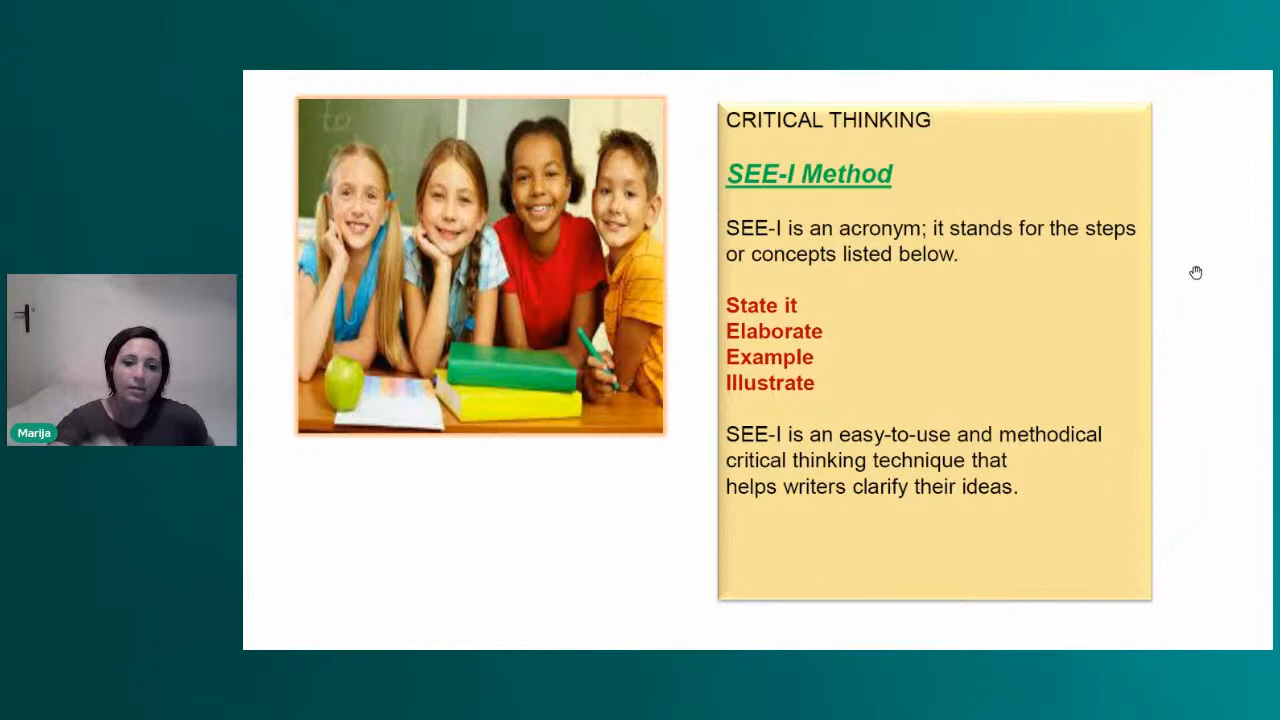 CRITICAL THINKING
SEE-I Method
SEE-I is an acronym; it stands for the steps
or concepts listed below.
State it
Elaborate
Example
Illustrate
SEE-I is an easy-to-use and methodical
critical thinking technique that
helps writers clarify their ideas.
Marija